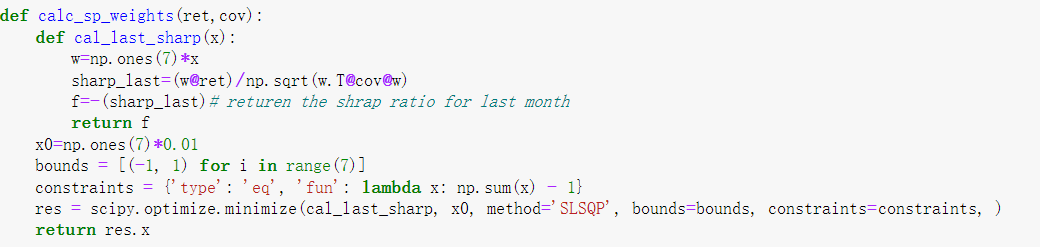 def calc_sp_weights(ret,cov):
    def cal_last_sharp(x):
        w=np.ones(7)*x
        sharp_last=(w@ret)/np.sqrt(w.T@cov@w)
        f=-(sharp_last)# returen the shrap ratio for last month
        return f
    x0=np.ones(7)*0.01
    bounds = [(-1, 1) for i in range(7)]
    constraints = {'type': 'eq', 'fun': lambda x: np.sum(x) - 1}
    res = scipy.optimize.minimize(cal_last_sharp, x0, method='SLSQP', bounds=bounds, constraints=constraints, )
    return res.x